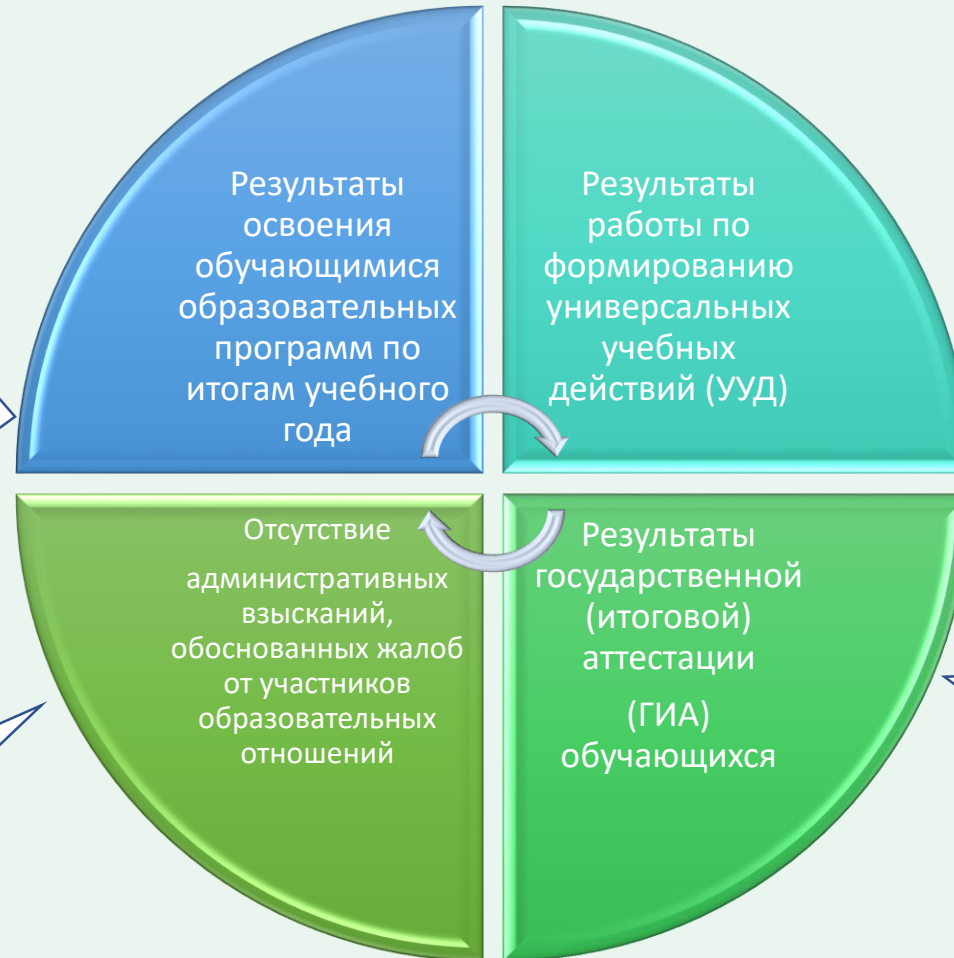 Результаты
освоения
обучающимися
образовательных
программ по
итогам учебного
года
Результаты
работы по
формированию
универсальных
учебных
действий (УУД)
Отсутствие
административных
взысканий,
обоснованных жалоб
от участников
образовательных
отношений
Результаты
государственной
(итоговой)
аттестации
(ГИА)
обучающихся